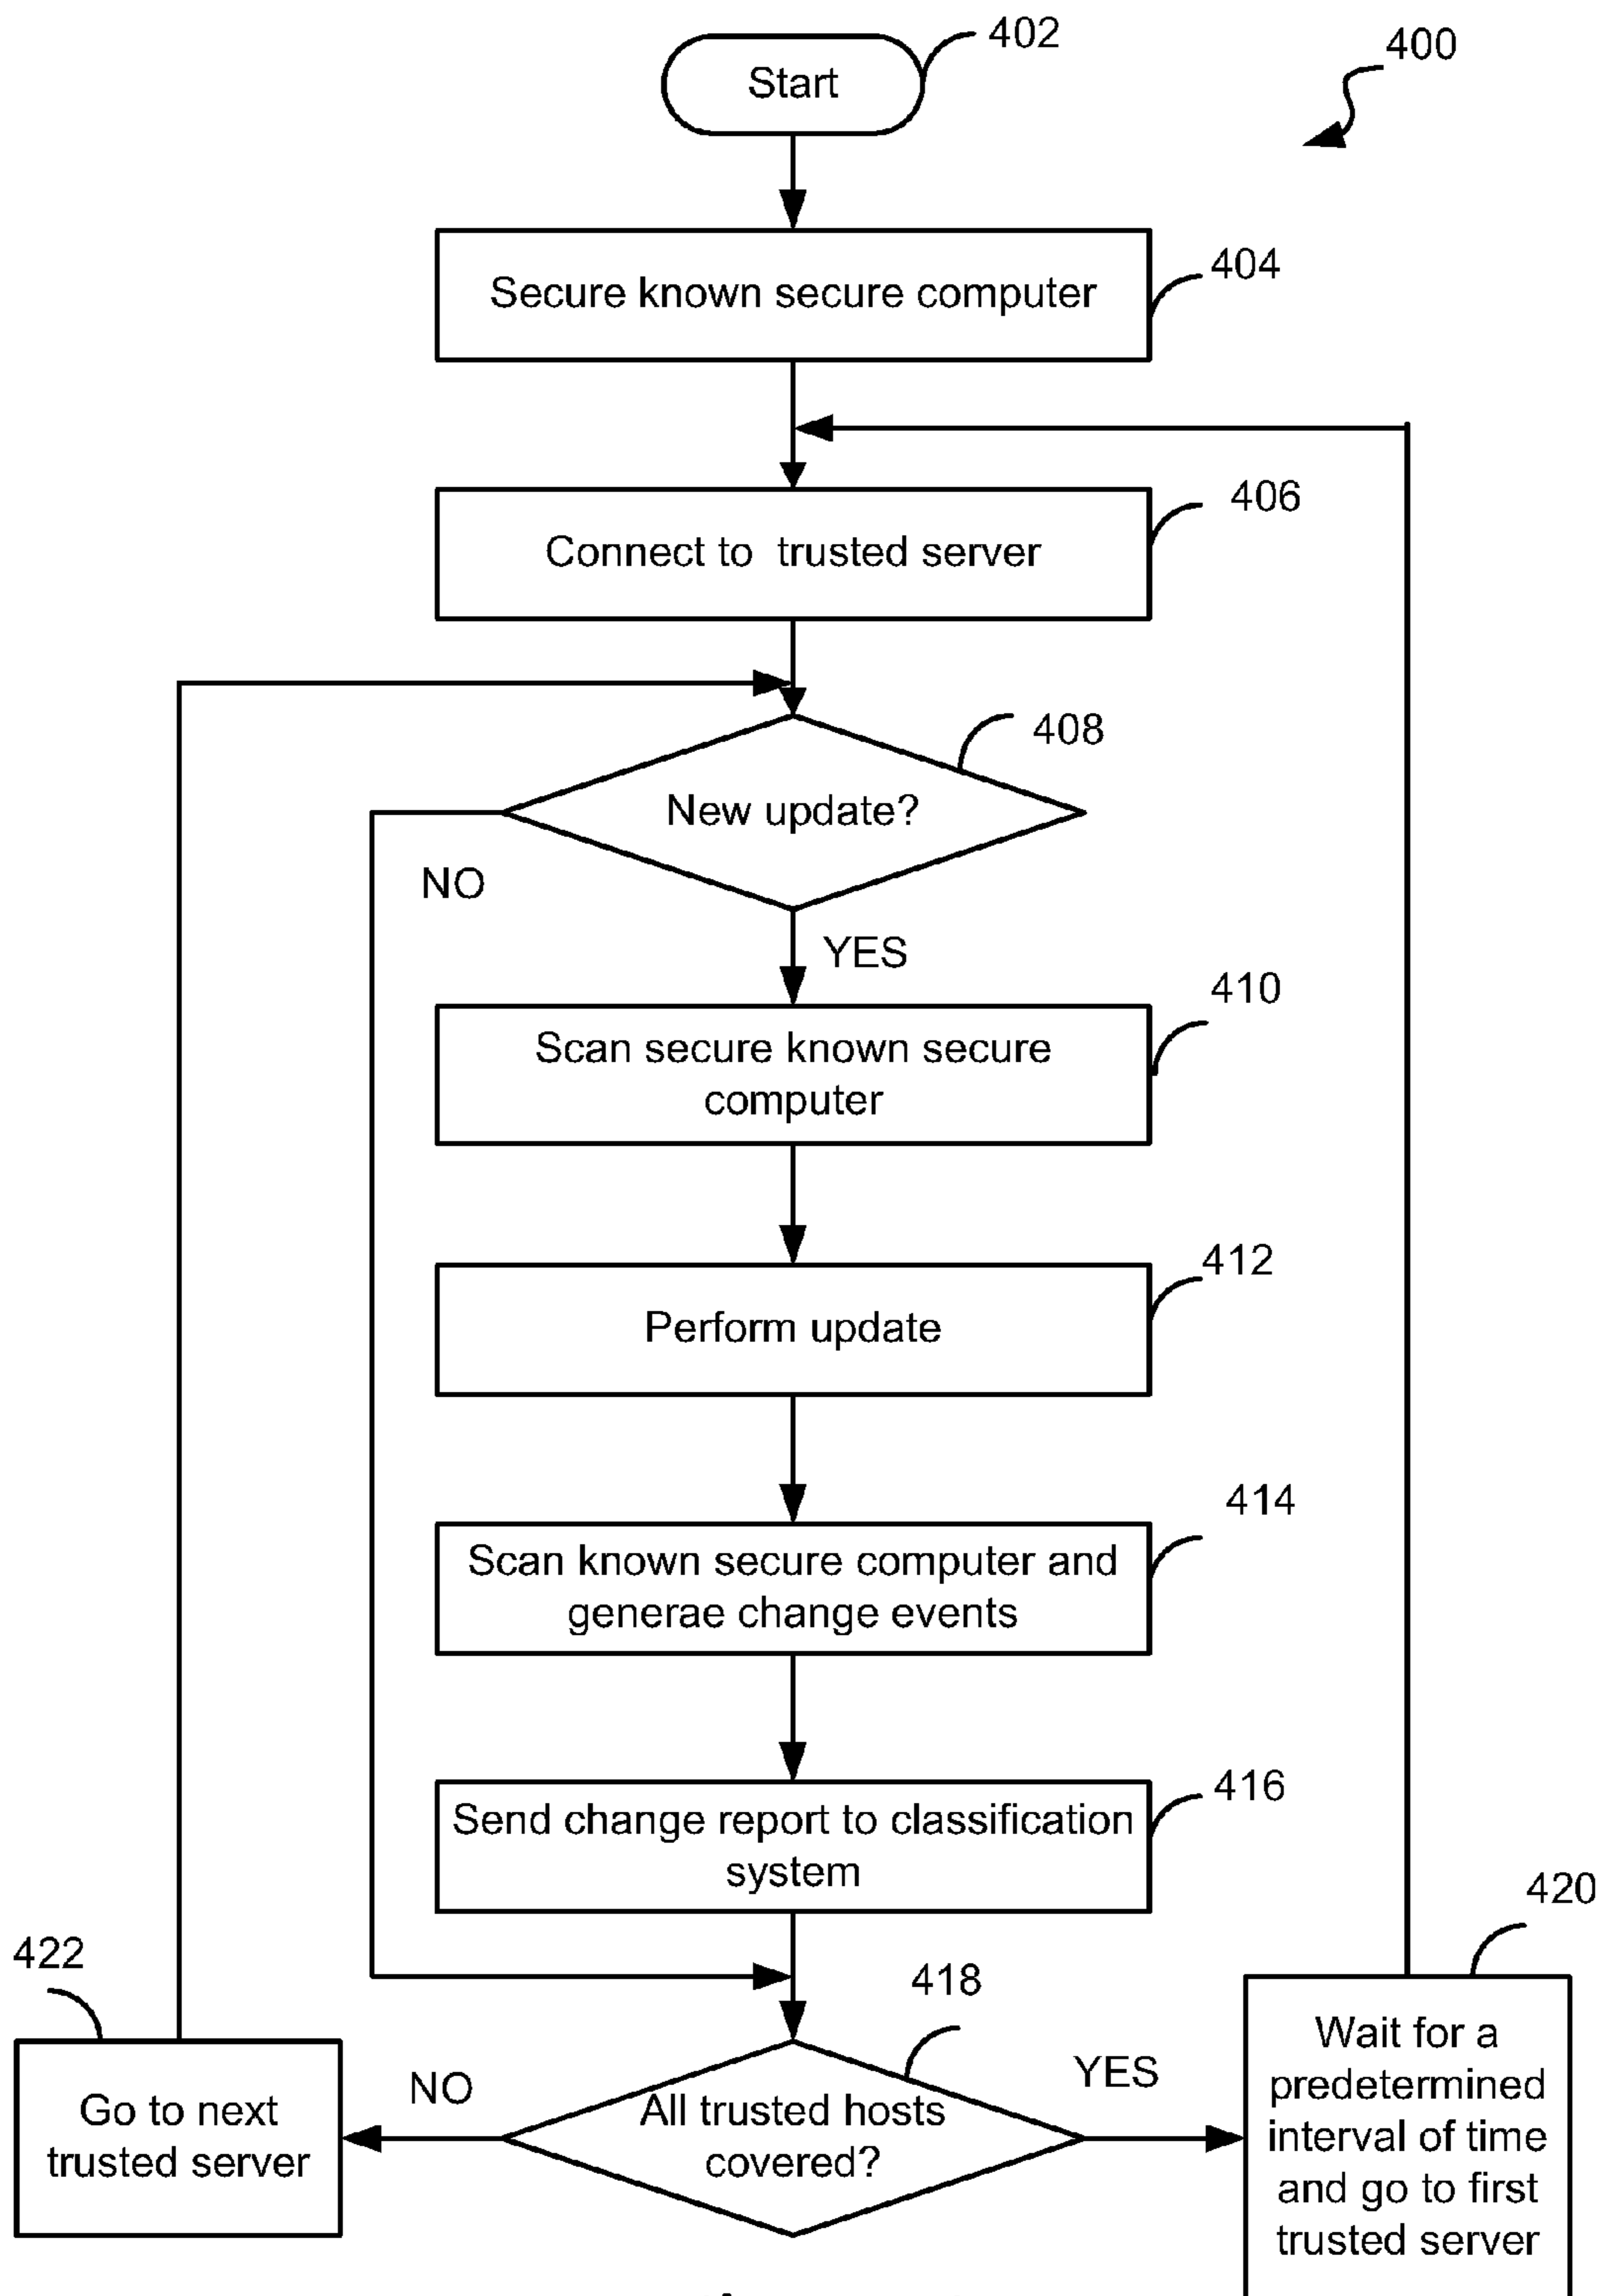 402
400
Start
404
Secure known secure computer
406
Connect to trusted server
408
New update?
NO
YES
410
Scan secure known secure
computer
412
Perform update
414
Scan known secure computer and
generae change events
416
Send change report to classification
system
420
422
418
Go to next
trusted server
NO
All trusted hosts
covered?
YES
Wait for a
predetermined
interval of time
and go to first
trusted server